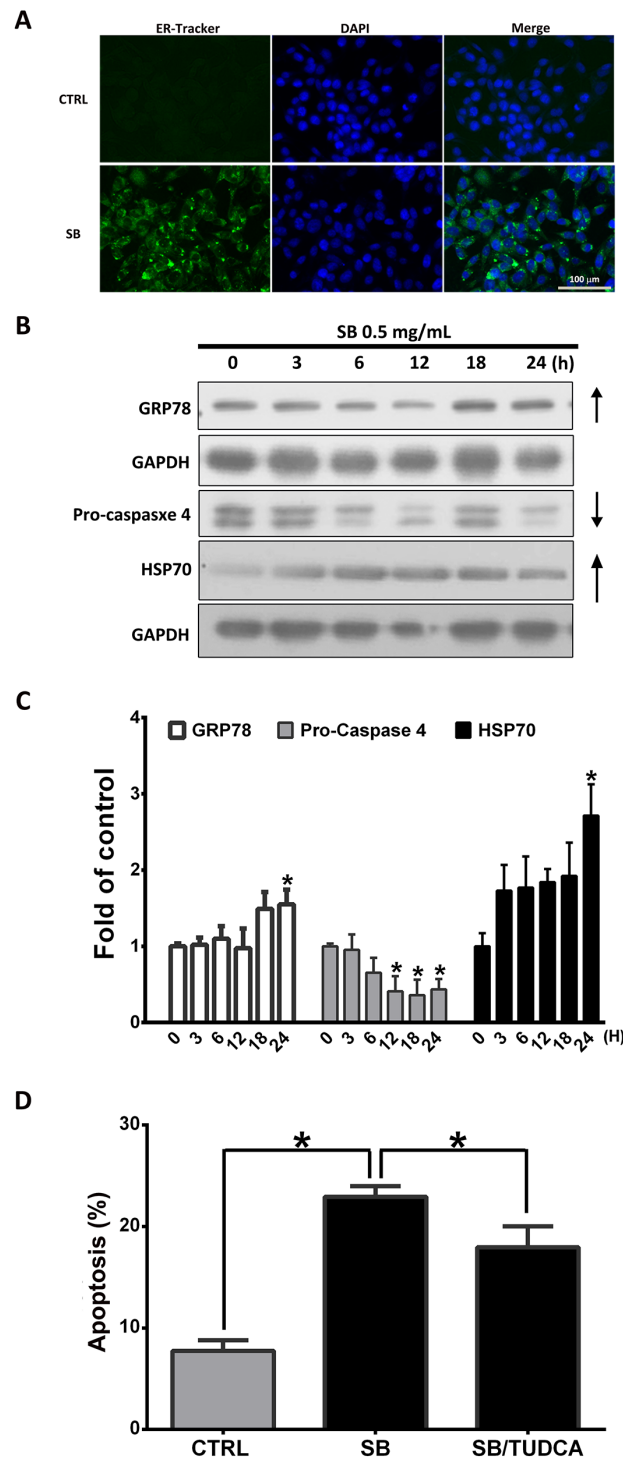 A
ER-Tracker DAPI Merge
CTRL
SB
100 μm
B
SB 0.5 mg/mL
0 3 6 12 18 24 (h)
GRP78
GAPDH
Pro-caspasxe 4
HSP70
GAPDH
C
GRP78 Pro-Caspase 4 HSP70
Fold of control
4
3
2
1
0
* * * * *
0 3 6 12 18 24 0 3 6 12 18 24 0 3 6 12 18 24 (H)
D
Apoptosis (%)
30
20
10
0
* *
CTRL SB SB/TUDCA